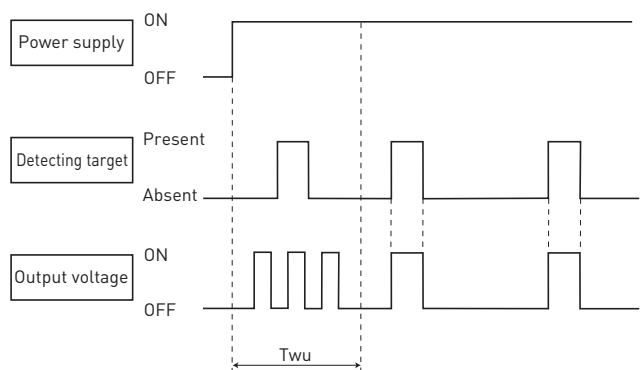 Power supply
ON
OFF
Detecting target
Present
Absent
Output voltage
ON
OFF
Twu